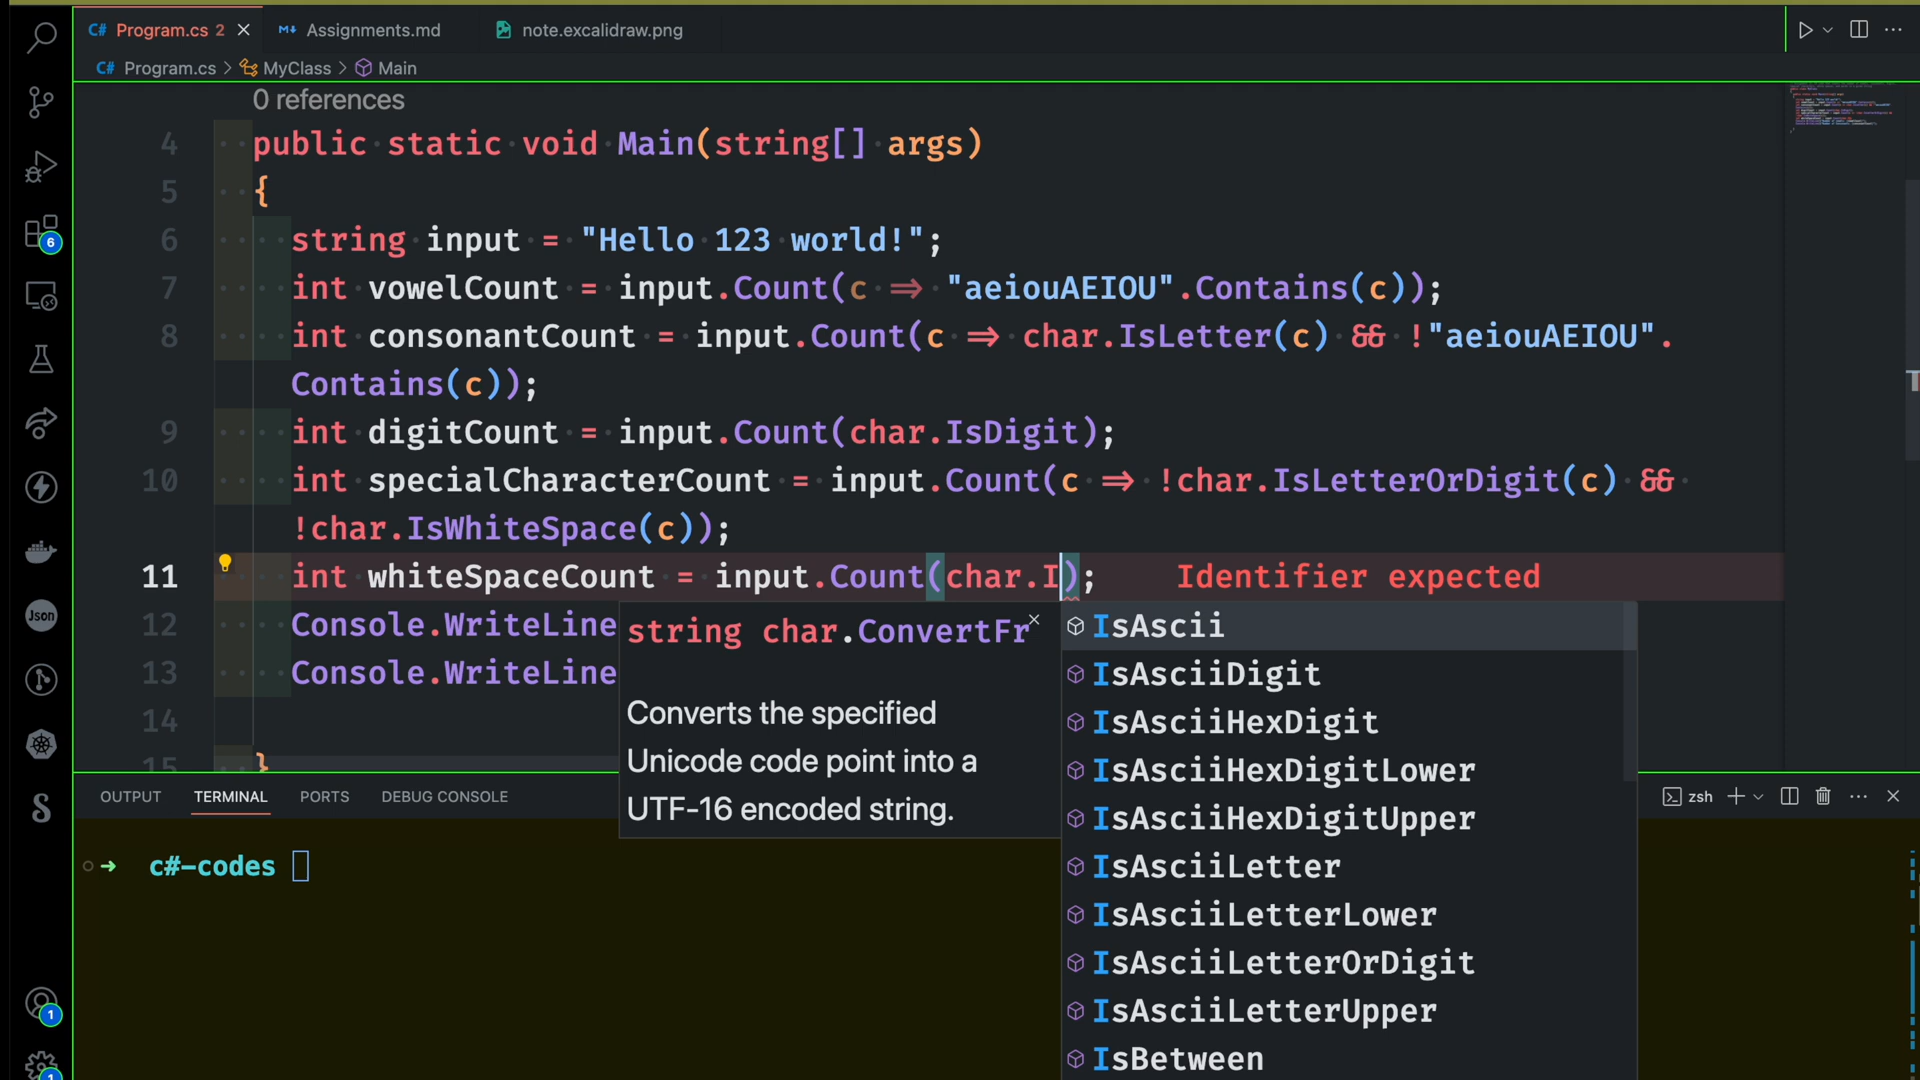 C# Program.cs 2 Assignments.md note.excalidraw.png
C# Program.cs > MyClass > Main
0 references
4 public static void Main(string[] args)
5 {
6 string input = "Hello 123 world!";
7 int vowelCount = input.Count(c => "aeiouAEIOU".Contains(c));
8 int consonantCount = input.Count(c => char.IsLetter(c) && !"aeiouAEIOU".
Contains(c));
9 int digitCount = input.Count(char.IsDigit);
10 int specialCharacterCount = input.Count(c => !char.IsLetterOrDigit(c) &&
!char.IsWhiteSpace(c));
11 int whiteSpaceCount = input.Count(char.I); Identifier expected
12 Console.WriteLine
13 Console.WriteLine
14
15 }
string char.ConvertFr
Converts the specified
Unicode code point into a
UTF-16 encoded string.
IsAscii
IsAsciiDigit
IsAsciiHexDigit
IsAsciiHexDigitLower
IsAsciiHexDigitUpper
IsAsciiLetter
IsAsciiLetterLower
IsAsciiLetterOrDigit
IsAsciiLetterUpper
IsBetween
OUTPUT TERMINAL PORTS DEBUG CONSOLE
zsh
c#-codes
6
Json
1
1